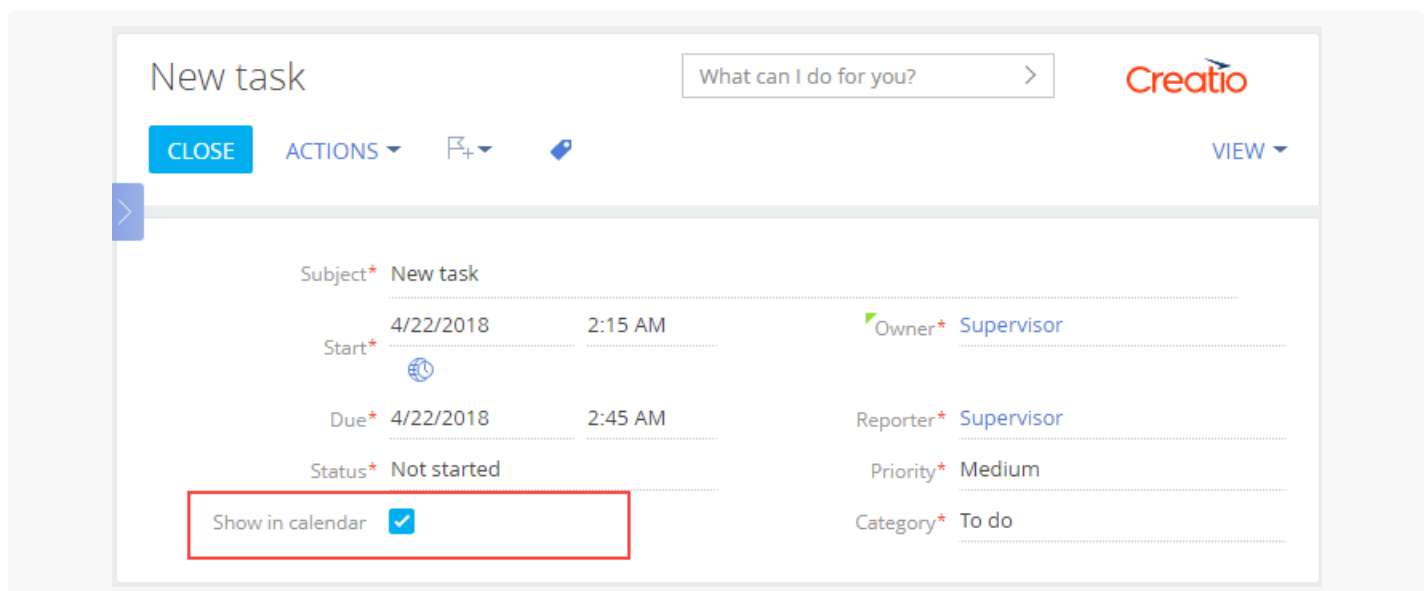 New task
What can I do for you?
Creatio
CLOSE ACTIONS VIEW
Subject* New task
Start* 4/22/2018 2:15 AM Owner* Supervisor
Due* 4/22/2018 2:45 AM Reporter* Supervisor
Status* Not started Priority* Medium
Show in calendar Category* To do